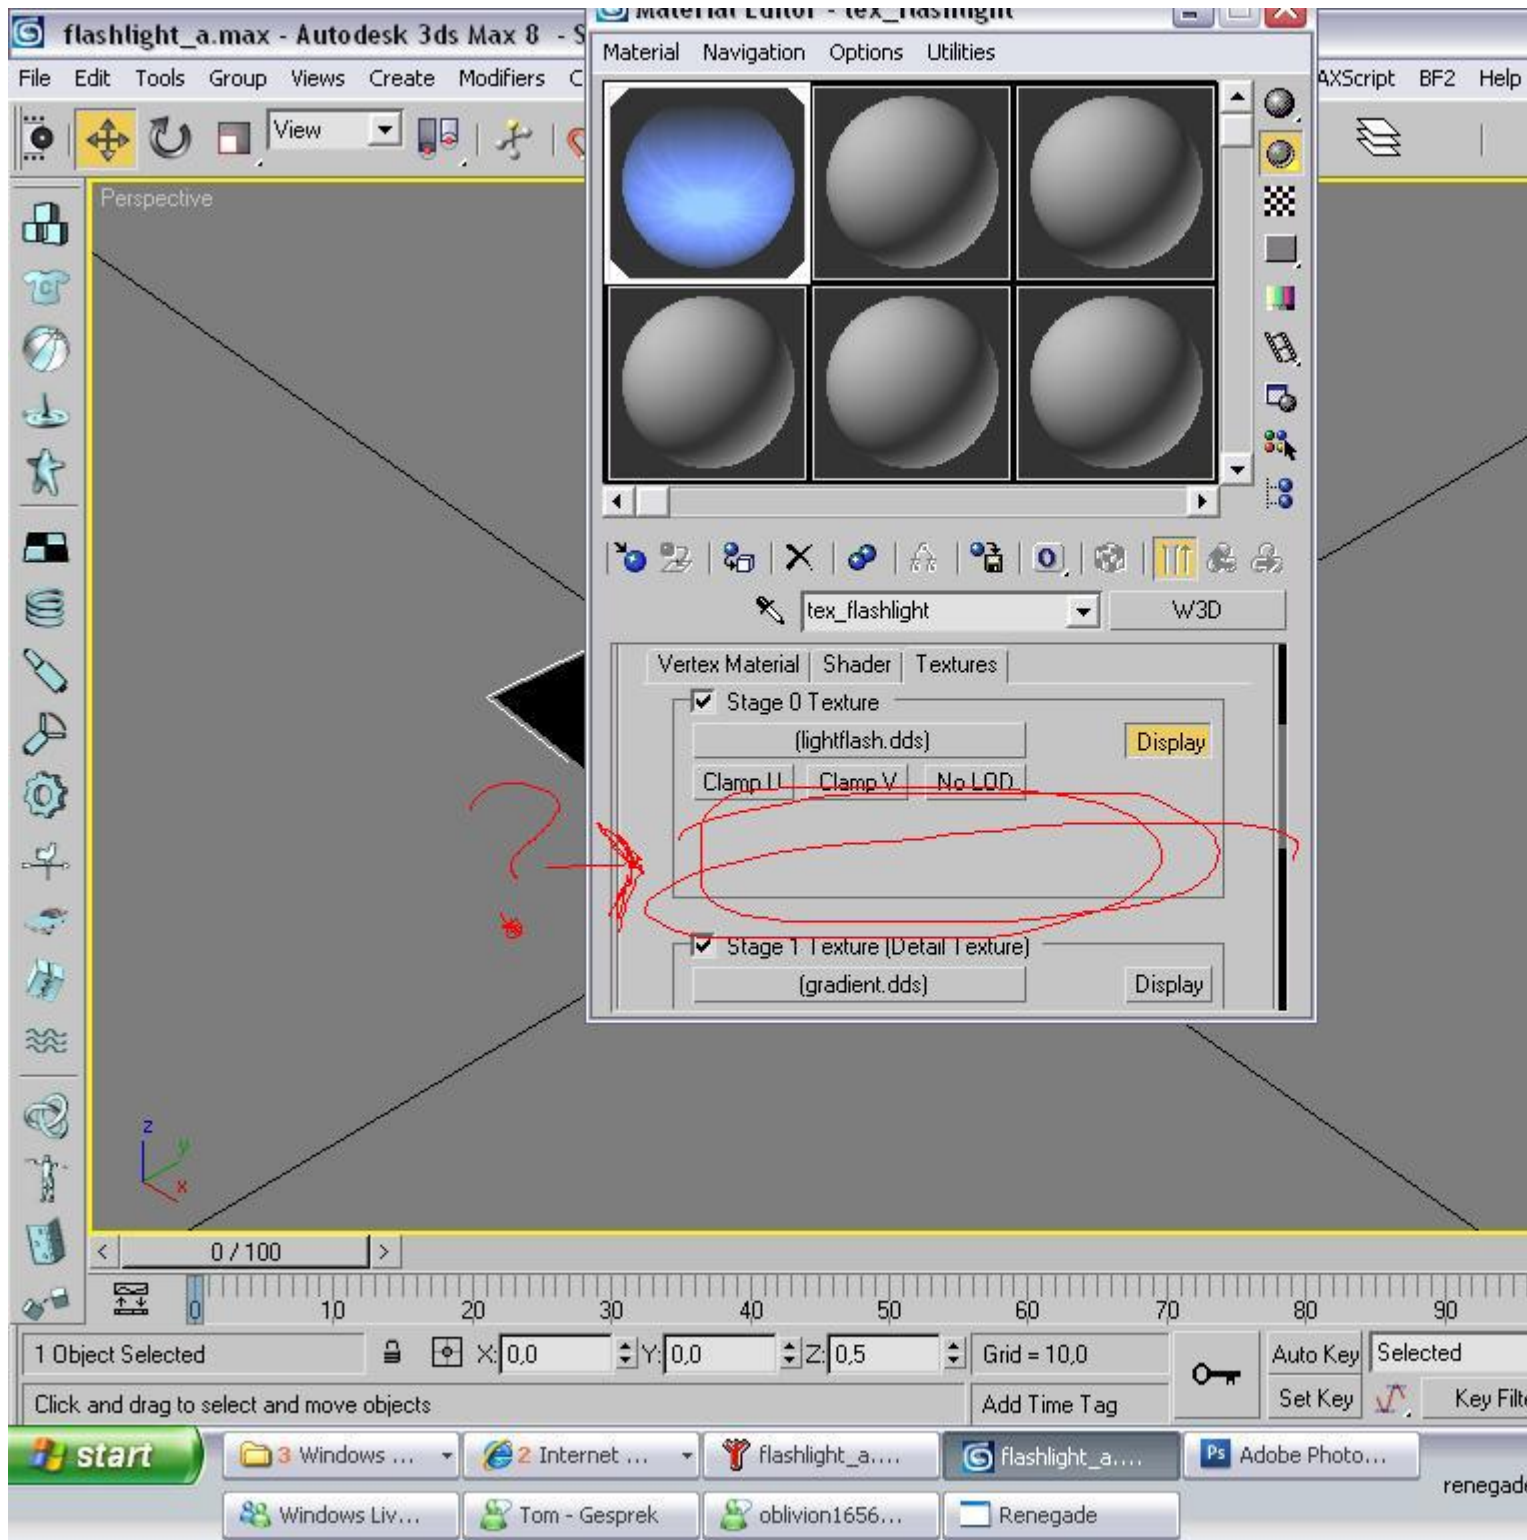 flashlight_a.max - Autodesk 3ds Max 8 - S
File Edit Tools Group Views Create Modifiers C
AXScript BF2 Help
View
Perspective
Material Editor - tex_flashlight
Material Navigation Options Utilities
tex_flashlight
W3D
Vertex Material Shader Textures
Stage 0 Texture
(lightflash.dds)
Display
Clamp U Clamp V No LOD
?
Stage 1 Texture (Detail Texture)
(gradient.dds)
Display
z
y
x
< 0 / 100 >
0 10 20 30 40 50 60 70 80 90
1 Object Selected X: 0,0 Y: 0,0 Z: 0,5 Grid = 10,0 Auto Key Selected
Click and drag to select and move objects Add Time Tag Set Key Key Filte
start 3 Windows ... 2 Internet ... flashlight_a.... flashlight_a.... Ps Adobe Photo...
Windows Liv... Tom - Gesprek oblivion1656... Renegade
renegade